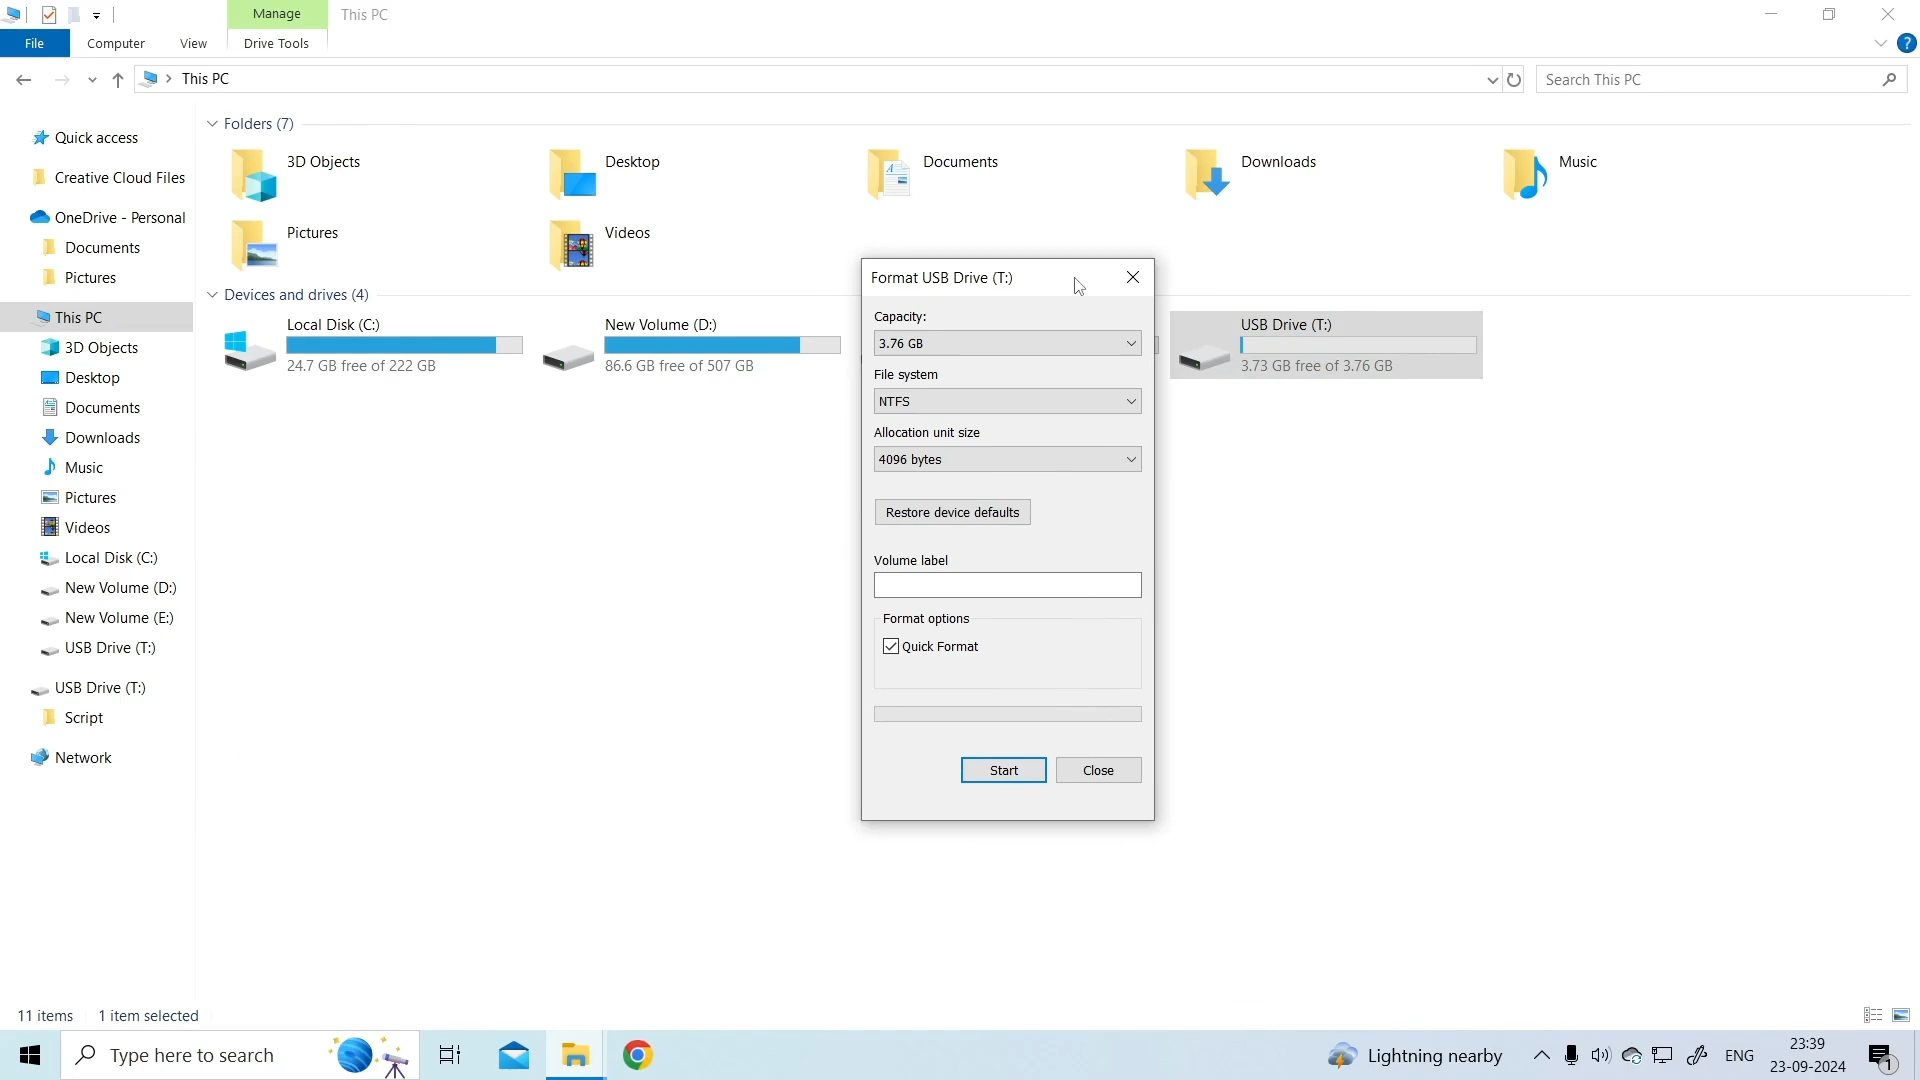 Manage
This PC
File
Computer
View
Drive Tools
?
This PC
Search This PC
Quick access
Creative Cloud Files
OneDrive - Personal
Documents
Pictures
This PC
3D Objects
Desktop
Documents
Downloads
Music
Pictures
Videos
Local Disk (C:)
New Volume (D:)
New Volume (E:)
USB Drive (T:)
USB Drive (T:)
Script
Network
Folders (7)
3D Objects
Desktop
Documents
Downloads
Music
Pictures
Videos
Devices and drives (4)
Local Disk (C:)
24.7 GB free of 222 GB
New Volume (D:)
86.6 GB free of 507 GB
USB Drive (T:)
3.73 GB free of 3.76 GB
Format USB Drive (T:)
Capacity:
3.76 GB
File system
NTFS
Allocation unit size
4096 bytes
Restore device defaults
Volume label
Format options
Quick Format
Start
Close
11 items
1 item selected
Type here to search
Lightning nearby
ENG
23:39
23-09-2024
1